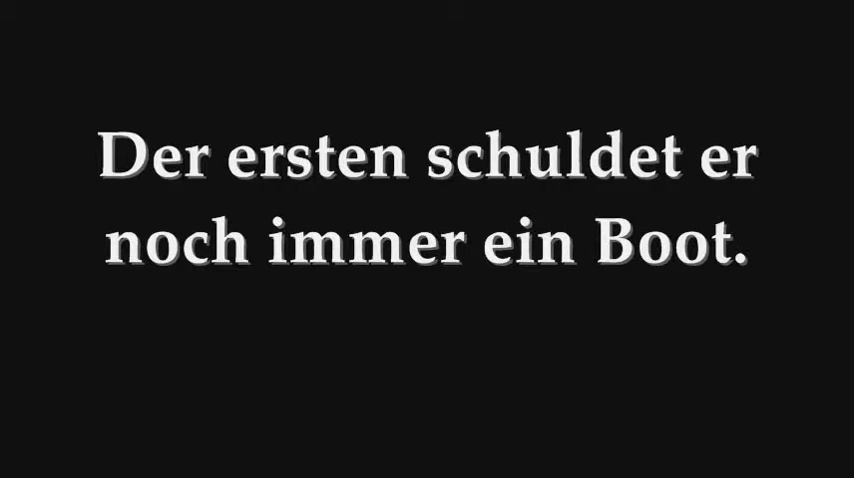 Der ersten schuldet er
noch immer ein Boot.